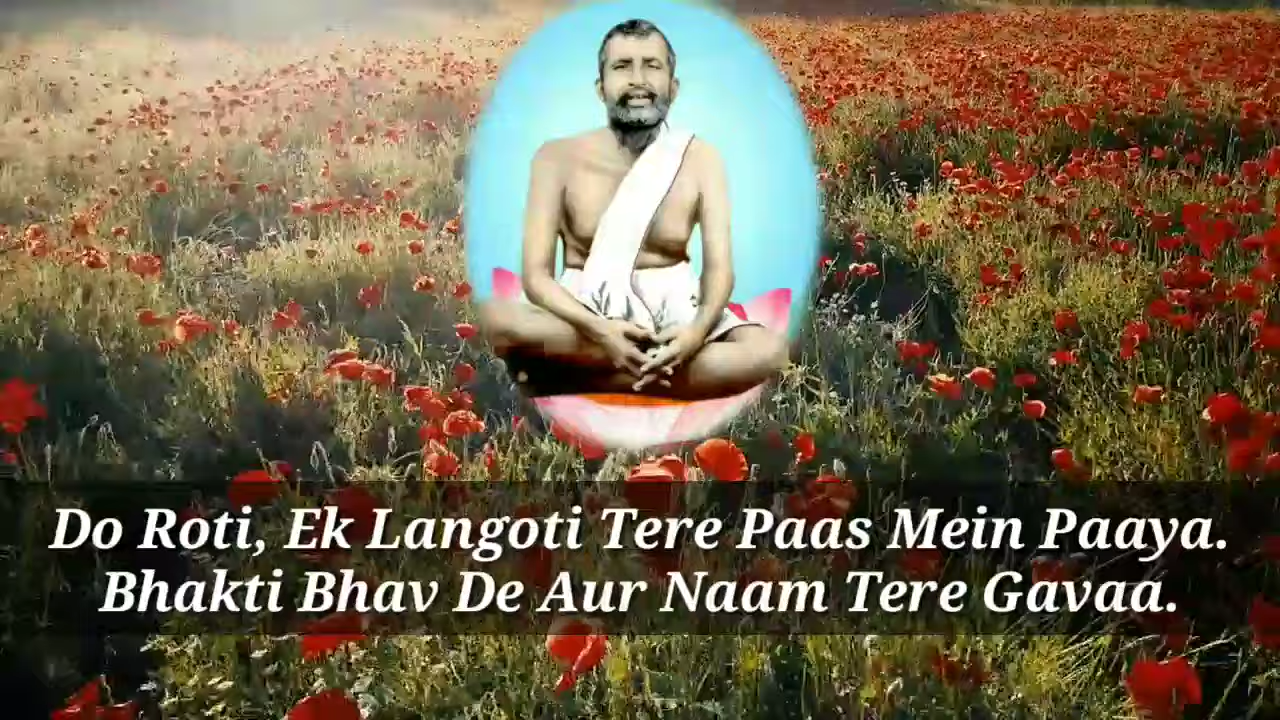 Do Roti, Ek Langoti Tere Paas Mein Paaya.
Bhakti Bhav De Aur Naam Tere Gavaa.